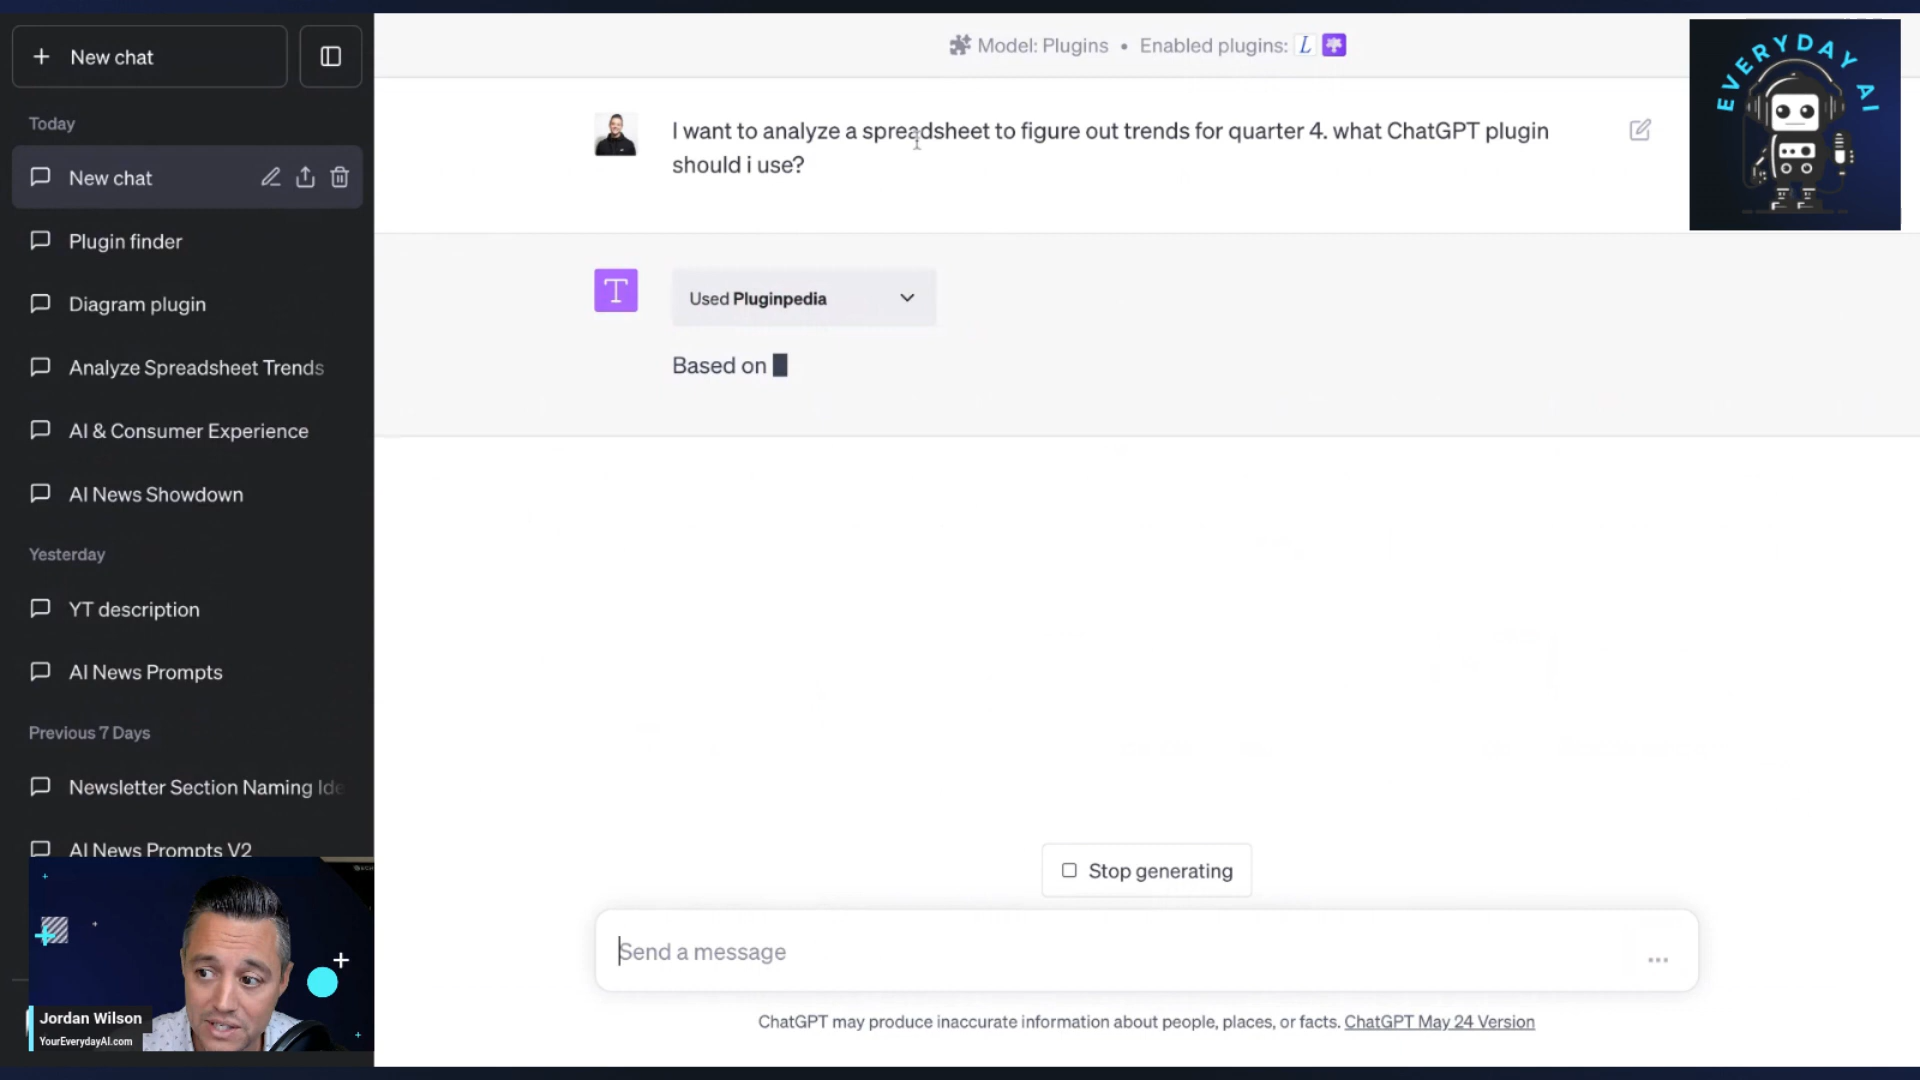 New chat
Today
New chat
Plugin finder
Diagram plugin
Analyze Spreadsheet Trends
AI & Consumer Experience
AI News Showdown
Yesterday
YT description
AI News Prompts
Previous 7 Days
Newsletter Section Naming Ide
AI News Prompts V2
Jordan Wilson
YourEverydayAI.com
Model: Plugins • Enabled plugins: L
EVERYDAY AI
I want to analyze a spreadsheet to figure out trends for quarter 4. what ChatGPT plugin
should i use?
T
Used Pluginpedia
Based on
Stop generating
Send a message
ChatGPT may produce inaccurate information about people, places, or facts. ChatGPT May 24 Version